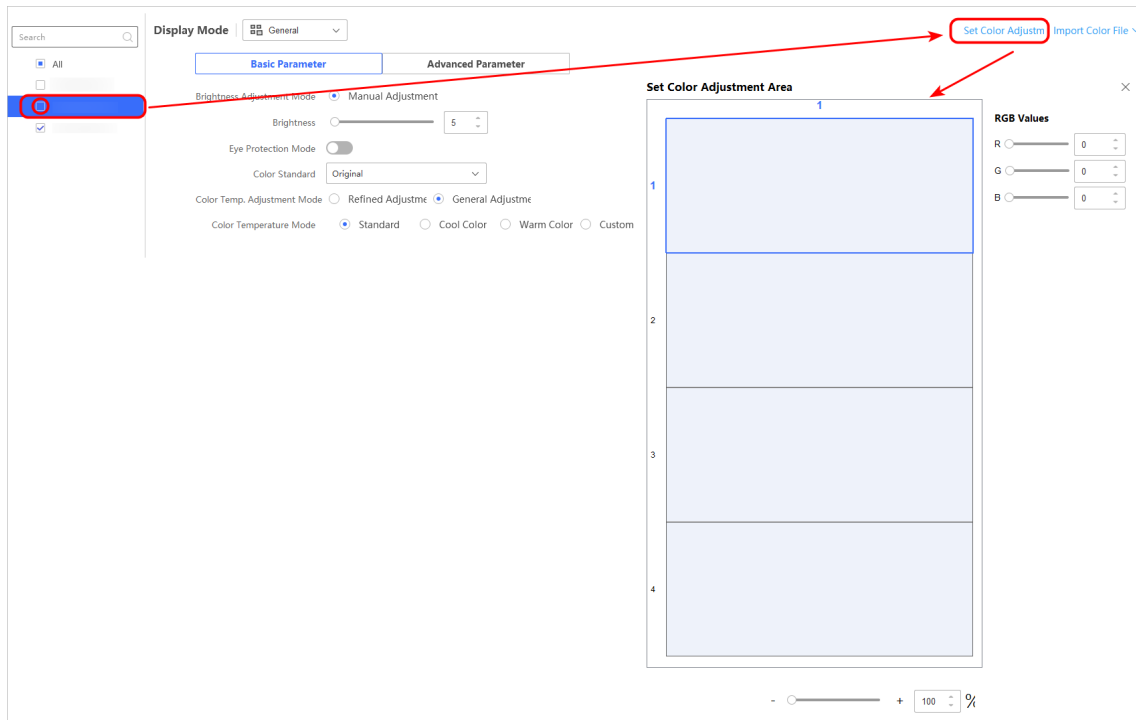 Search
All
Display Mode General
Set Color Adjustm Import Color File
Basic Parameter Advanced Parameter
Brightness Adjustment Mode Manual Adjustment
Brightness 5
Eye Protection Mode
Color Standard Original
Color Temp. Adjustment Mode Refined Adjustme General Adjustme
Color Temperature Mode Standard Cool Color Warm Color Custom
Set Color Adjustment Area
1
1
2
3
4
RGB Values
R 0
G 0
B 0
- + 100 %